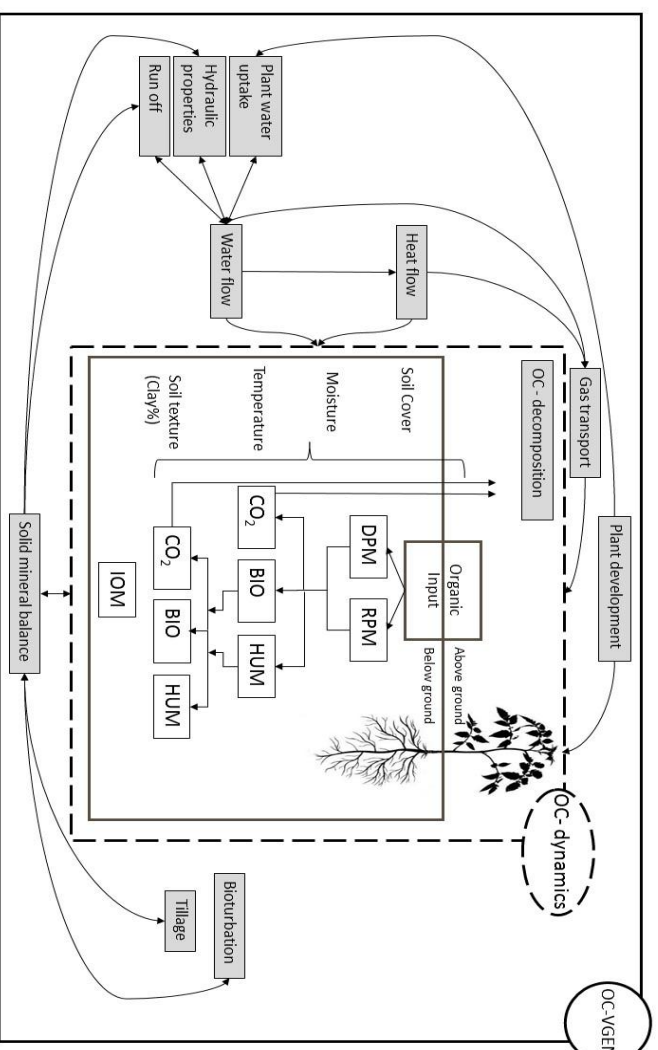 OC-VGEN
OC- dynamics
Plant development
Gas transport
OC - decomposition
Heat flow
Water flow
Plant water
uptake
Hydraulic
properties
Run off
Soil Cover
Moisture
Temperature
Soil texture
(Clay%)
Organic
Input
Above ground
Below ground
DPM
RPM
CO2
BIO
HUM
CO2
BIO
HUM
IOM
Bioturbation
Tillage
Solid mineral balance